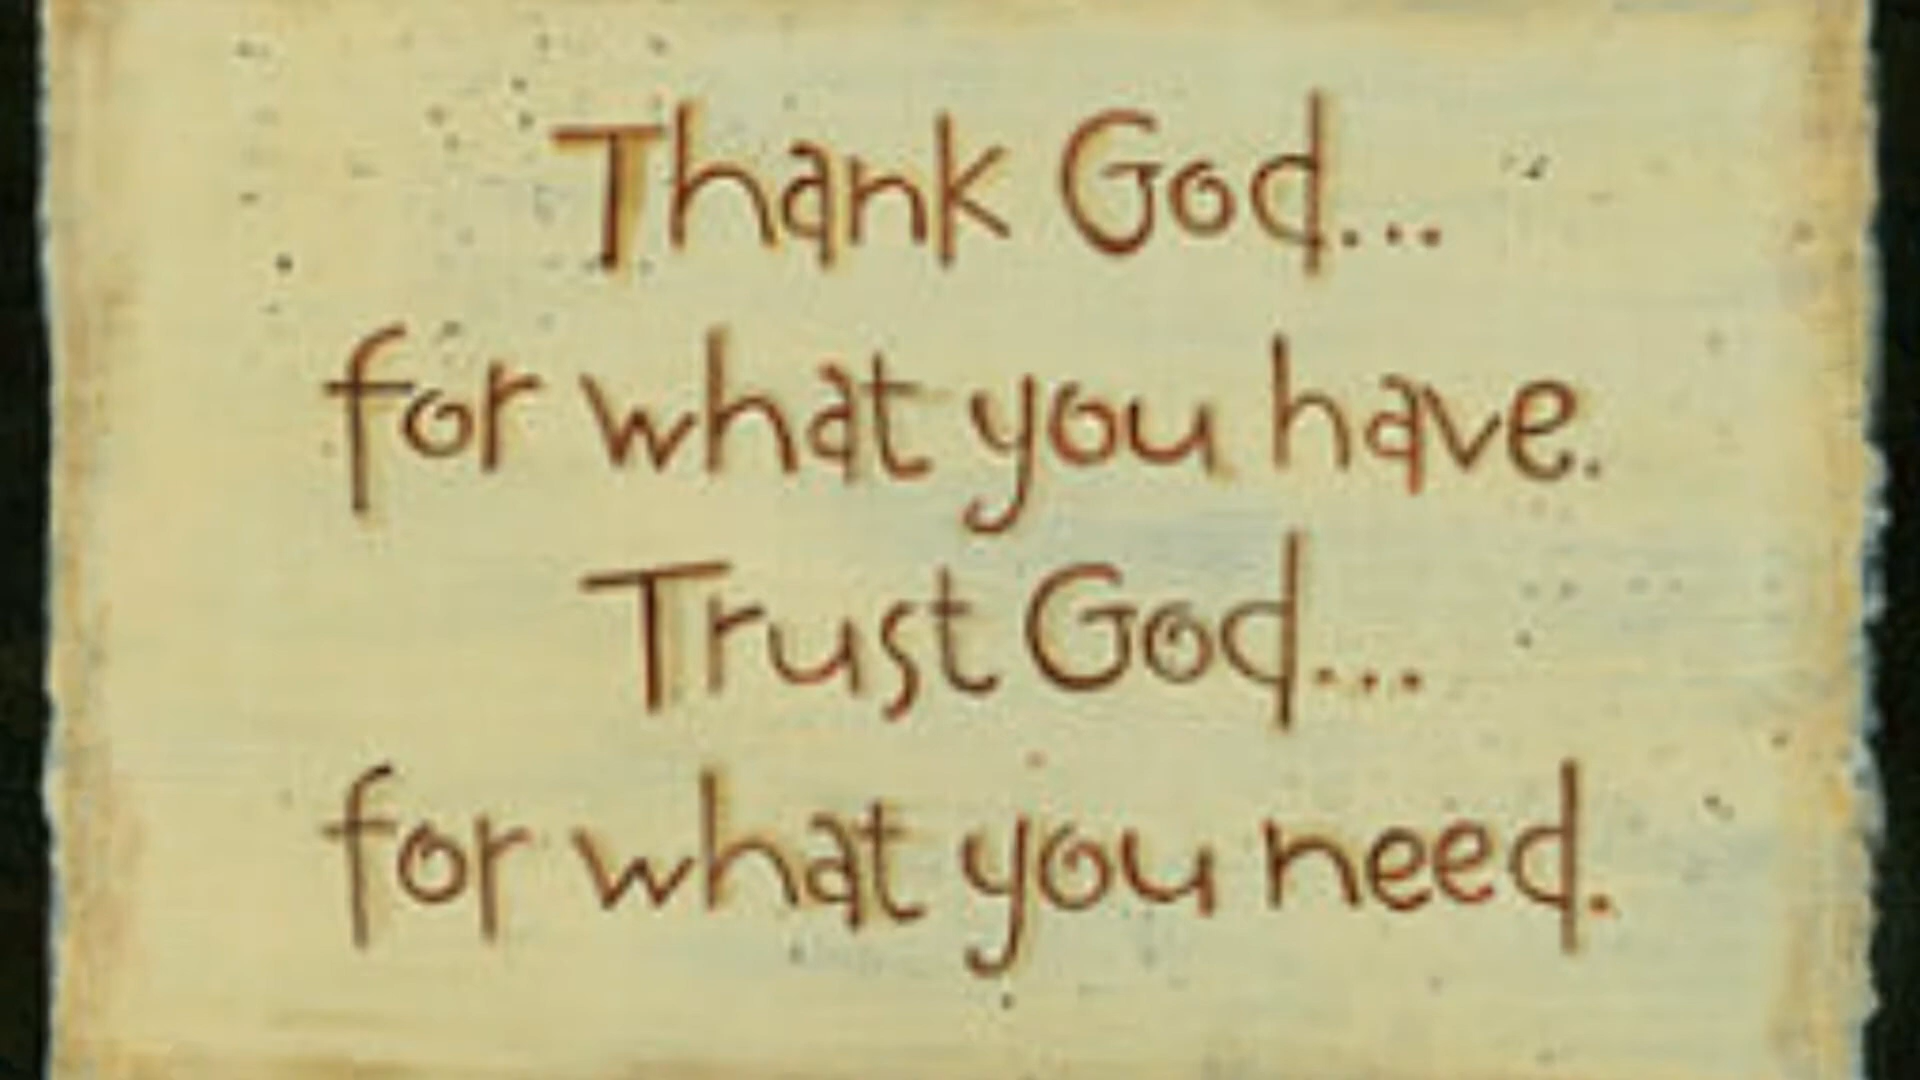 Thank God...
for what you have.
Trust God...
for what you need.